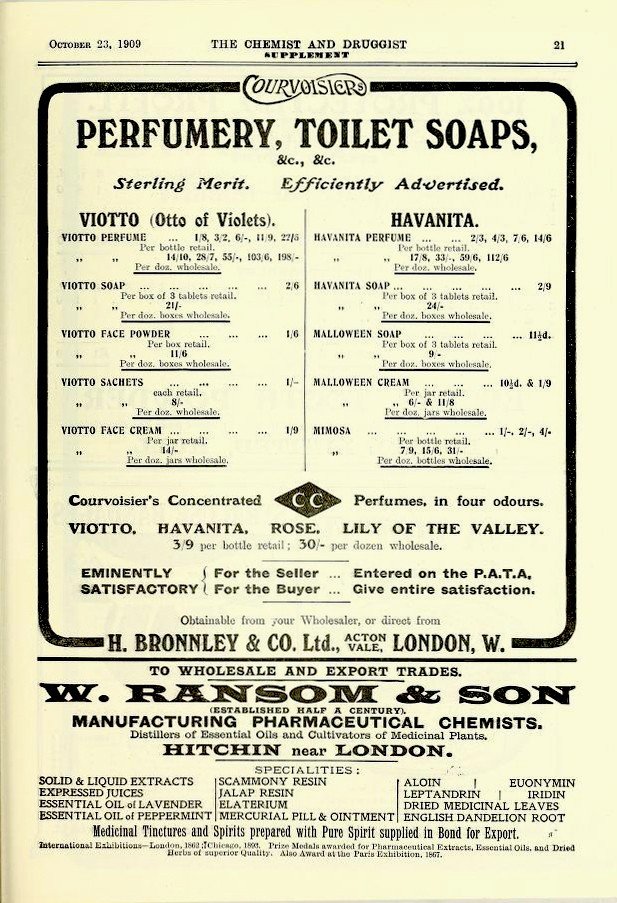 OCTOBER 23, 1909 THE CHEMIST AND DRUGGIST 21
SUPPLEMENT
COURVOISIER'S
PERFUMERY, TOILET SOAPS,
&c., &c.
Sterling Merit. Efficiently Advertised.
VIOTTO (Otto of Violets).
VIOTTO PERFUME ... 1/8, 3/2, 6/-, 11/9, 22/5
Per bottle retail.
„ „ 14/10, 28/7, 55/-, 103/6, 198/-
Per doz. wholesale.
VIOTTO SOAP ... ... ... ... ... 2/6
Per box of 3 tablets retail.
„ „ 21/-
Per doz. boxes wholesale.
VIOTTO FACE POWDER ... ... ... 1/6
Per box retail.
„ „ 11/6
Per doz. boxes wholesale.
VIOTTO SACHETS ... ... ... ... 1/-
each retail.
„ „ 8/-
Per doz. wholesale.
VIOTTO FACE CREAM ... ... ... ... 1/9
Per jar retail.
„ „ 14/-
Per doz. jars wholesale.
HAVANITA.
HAVANITA PERFUME ... ... 2/3, 4/3, 7/6, 14/6
Per bottle retail.
„ „ 17/8, 33/-, 59/6, 112/6
Per doz. wholesale.
HAVANITA SOAP ... ... ... ... ... 2/9
Per box of 3 tablets retail.
„ „ 24/-
Per doz. boxes wholesale.
MALLOWEEN SOAP ... ... ... ... 11½d.
Per box of 3 tablets retail.
„ „ 9/-
Per doz. boxes wholesale.
MALLOWEEN CREAM ... ... ... 10½d. & 1/9
Per jar retail.
„ „ 6/- & 11/8
Per doz. jars wholesale.
MIMOSA ... ... ... ... ... 1/-, 2/-, 4/-
Per bottle retail.
„ 7/9, 15/6, 31/-
Per doz. bottles wholesale.
Courvoisier's Concentrated CC Perfumes, in four odours.
VIOTTO, HAVANITA, ROSE, LILY OF THE VALLEY.
3/9 per bottle retail; 30/- per dozen wholesale.
EMINENTLY { For the Seller ... Entered on the P.A.T.A.
SATISFACTORY { For the Buyer ... Give entire satisfaction.
Obtainable from your Wholesaler, or direct from
H. BRONNLEY & CO. Ltd., ACTON VALE, LONDON, W.
TO WHOLESALE AND EXPORT TRADES.
W. RANSOM & SON
(ESTABLISHED HALF A CENTURY).
MANUFACTURING PHARMACEUTICAL CHEMISTS.
Distillers of Essential Oils and Cultivators of Medicinal Plants.
HITCHIN near LONDON.
SPECIALITIES:
SOLID & LIQUID EXTRACTS
EXPRESSED JUICES
ESSENTIAL OIL of LAVENDER
ESSENTIAL OIL of PEPPERMINT
SCAMMONY RESIN
JALAP RESIN
ELATERIUM
MERCURIAL PILL & OINTMENT
ALOIN | EUONYMIN
LEPTANDRIN | IRIDIN
DRIED MEDICINAL LEAVES
ENGLISH DANDELION ROOT
Medicinal Tinctures and Spirits prepared with Pure Spirit supplied in Bond for Export.
International Exhibitions—London, 1862; Chicago, 1893. Prize Medals awarded for Pharmaceutical Extracts, Essential Oils, and Dried
Herbs of superior Quality. Also Award at the Paris Exhibition, 1867.